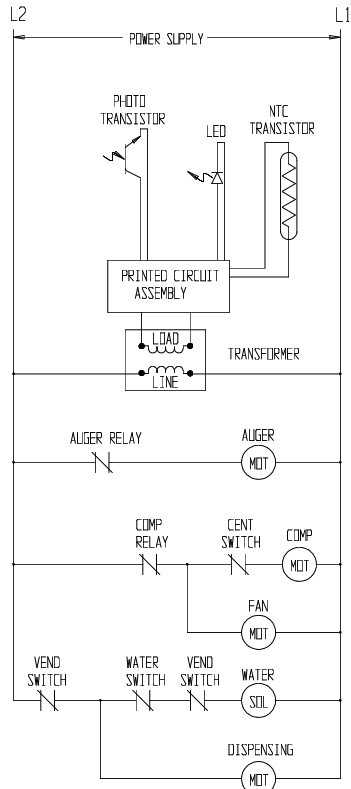 L2
L1
POWER SUPPLY
PHOTO
TRANSISTOR
LED
NTC
TRANSISTOR
PRINTED CIRCUIT
ASSEMBLY
LOAD
LINE
TRANSFORMER
AUGER RELAY
AUGER
MOT
COMP
RELAY
CENT
SWITCH
COMP
MOT
FAN
MOT
VEND
SWITCH
WATER
SWITCH
VEND
SWITCH
WATER
SOL
DISPENSING
MOT